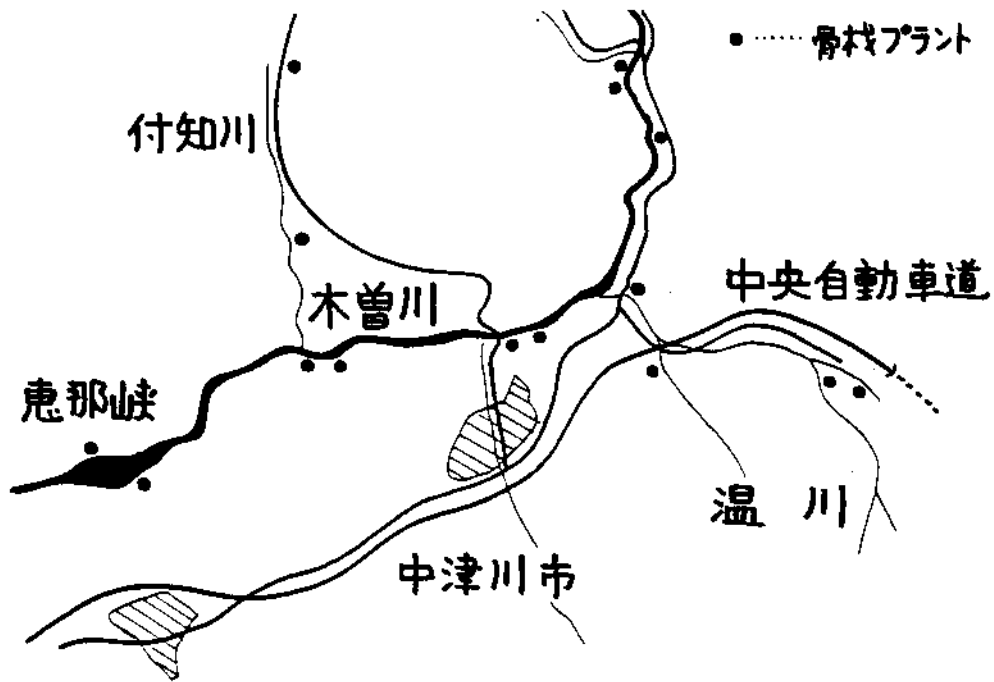 ●……骨材プラント
付知川
木曽川
中央自動車道
恵那峡
温川
中津川市